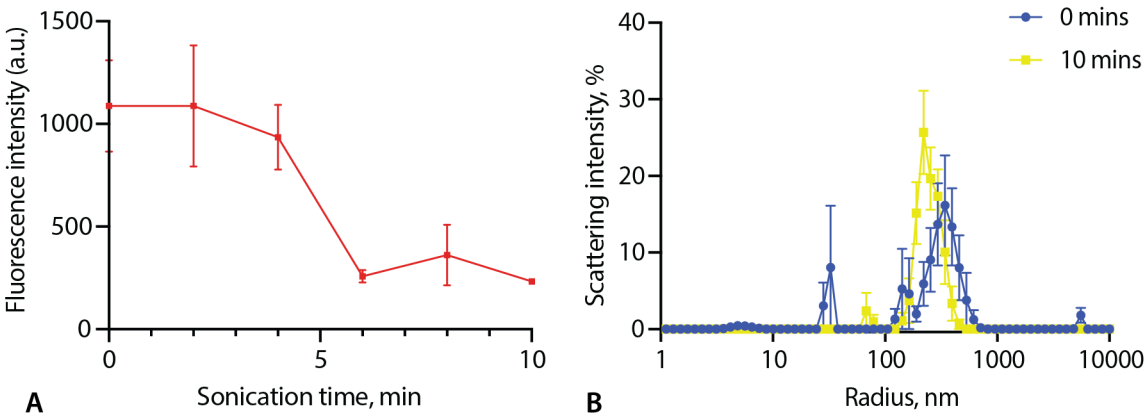 Fluorescence intensity (a.u.)
1500
1000
500
0
0
5
10
Sonication time, min
A
0 mins
10 mins
Scattering intensity, %
40
30
20
10
0
1
10
100
1000
10000
Radius, nm
B